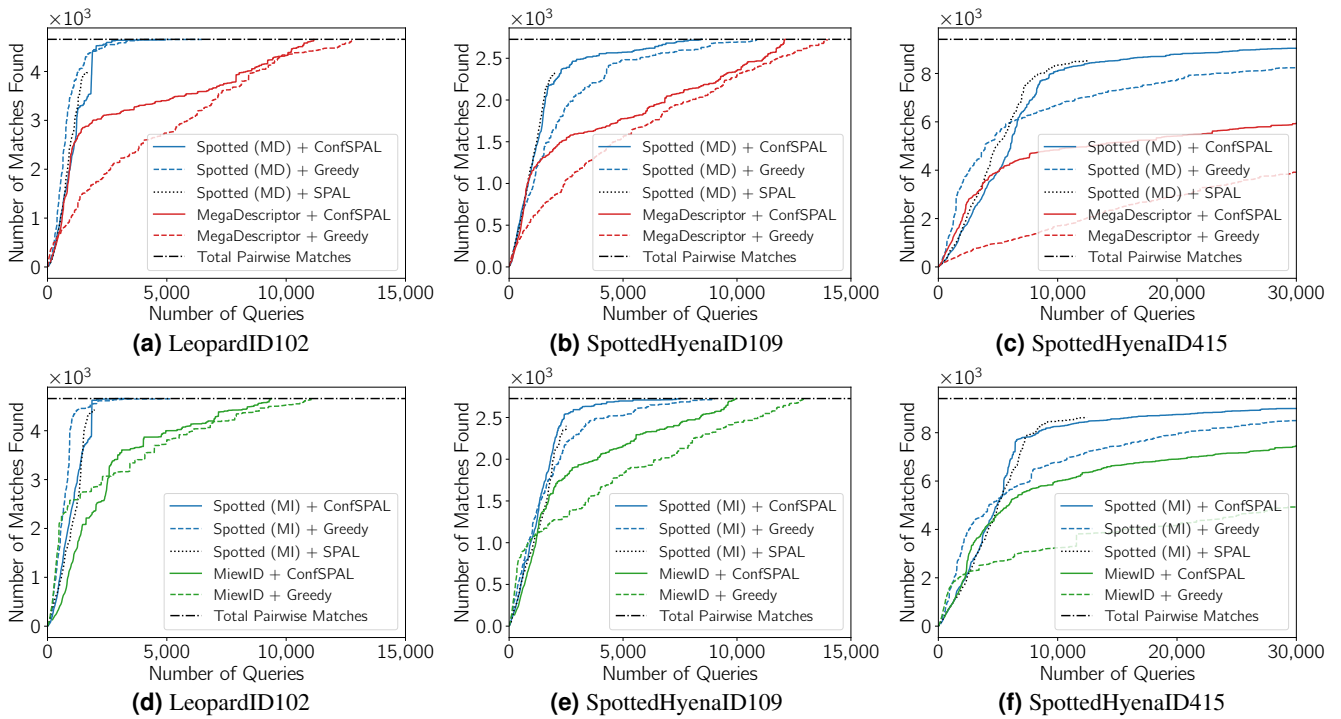 ×10³
Number of Matches Found
4
3
2
1
0
Spotted (MD) + ConfSPAL
Spotted (MD) + Greedy
Spotted (MD) + SPAL
MegaDescriptor + ConfSPAL
MegaDescriptor + Greedy
Total Pairwise Matches
0 5,000 10,000 15,000
Number of Queries
(a) LeopardID102
×10³
Number of Matches Found
2.5
2.0
1.5
1.0
0.5
0.0
Spotted (MD) + ConfSPAL
Spotted (MD) + Greedy
Spotted (MD) + SPAL
MegaDescriptor + ConfSPAL
MegaDescriptor + Greedy
Total Pairwise Matches
0 5,000 10,000 15,000
Number of Queries
(b) SpottedHyenaID109
×10³
Number of Matches Found
8
6
4
2
0
Spotted (MD) + ConfSPAL
Spotted (MD) + Greedy
Spotted (MD) + SPAL
MegaDescriptor + ConfSPAL
MegaDescriptor + Greedy
Total Pairwise Matches
0 10,000 20,000 30,000
Number of Queries
(c) SpottedHyenaID415
×10³
Number of Matches Found
4
3
2
1
0
Spotted (MI) + ConfSPAL
Spotted (MI) + Greedy
Spotted (MI) + SPAL
MiewID + ConfSPAL
MiewID + Greedy
Total Pairwise Matches
0 5,000 10,000 15,000
Number of Queries
(d) LeopardID102
×10³
Number of Matches Found
2.5
2.0
1.5
1.0
0.5
0.0
Spotted (MI) + ConfSPAL
Spotted (MI) + Greedy
Spotted (MI) + SPAL
MiewID + ConfSPAL
MiewID + Greedy
Total Pairwise Matches
0 5,000 10,000 15,000
Number of Queries
(e) SpottedHyenaID109
×10³
Number of Matches Found
8
6
4
2
0
Spotted (MI) + ConfSPAL
Spotted (MI) + Greedy
Spotted (MI) + SPAL
MiewID + ConfSPAL
MiewID + Greedy
Total Pairwise Matches
0 10,000 20,000 30,000
Number of Queries
(f) SpottedHyenaID415